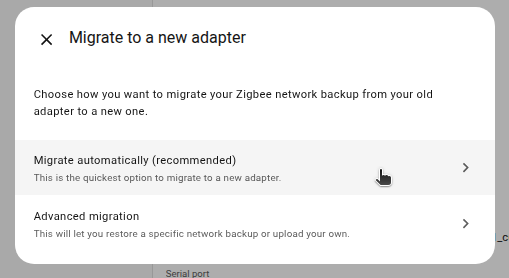 Migrate to a new adapter
Choose how you want to migrate your Zigbee network backup from your old
adapter to a new one.
Migrate automatically (recommended)
This is the quickest option to migrate to a new adapter.
Advanced migration
This will let you restore a specific network backup or upload your own.
_c
Serial port